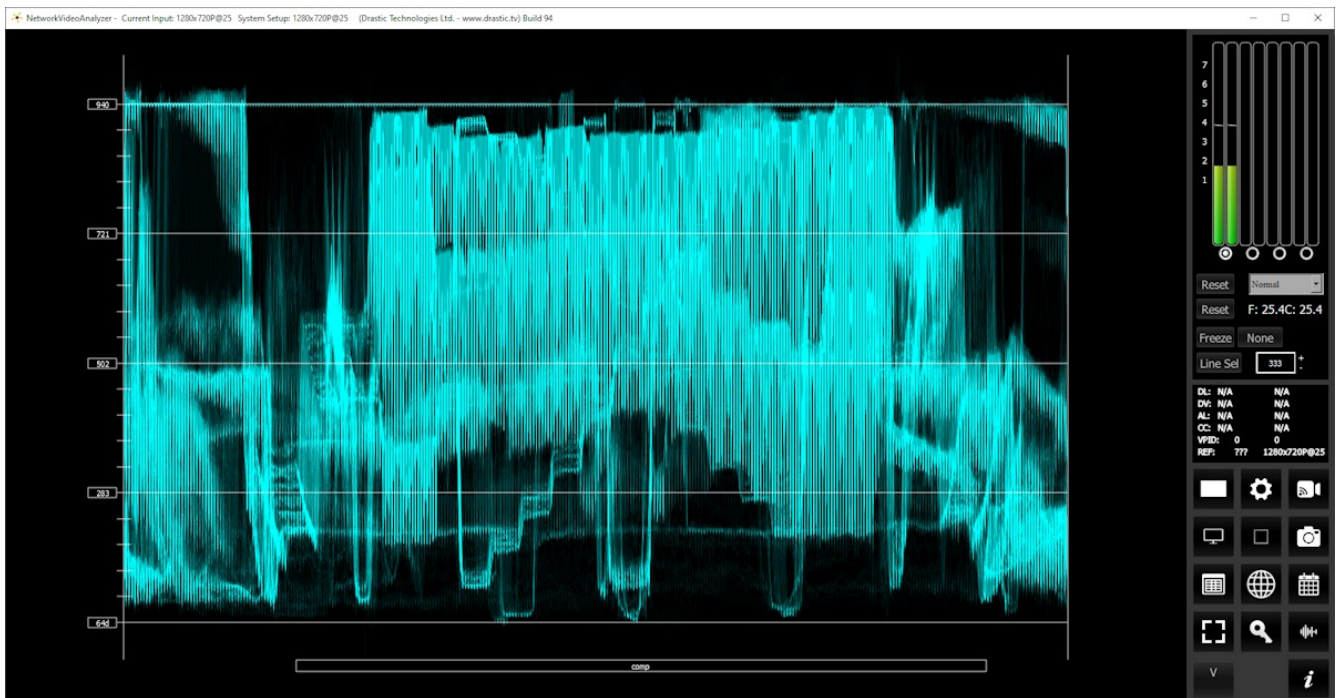 NetworkVideoAnalyzer - Current Input: 1280x720P@25 System Setup: 1280x720P@25 (Drastic Technologies Ltd. - www.drastic.tv) Build 94
940
721
502
283
64d
comp
7
6
5
4
3
2
1
Reset Normal
Reset F: 25.4C: 25.4
Freeze None
Line Sel 333 + -
DL: N/A N/A
DV: N/A N/A
AL: N/A N/A
CC: N/A N/A
VPID: 0 0
REF: ??? 1280x720P@25
V i